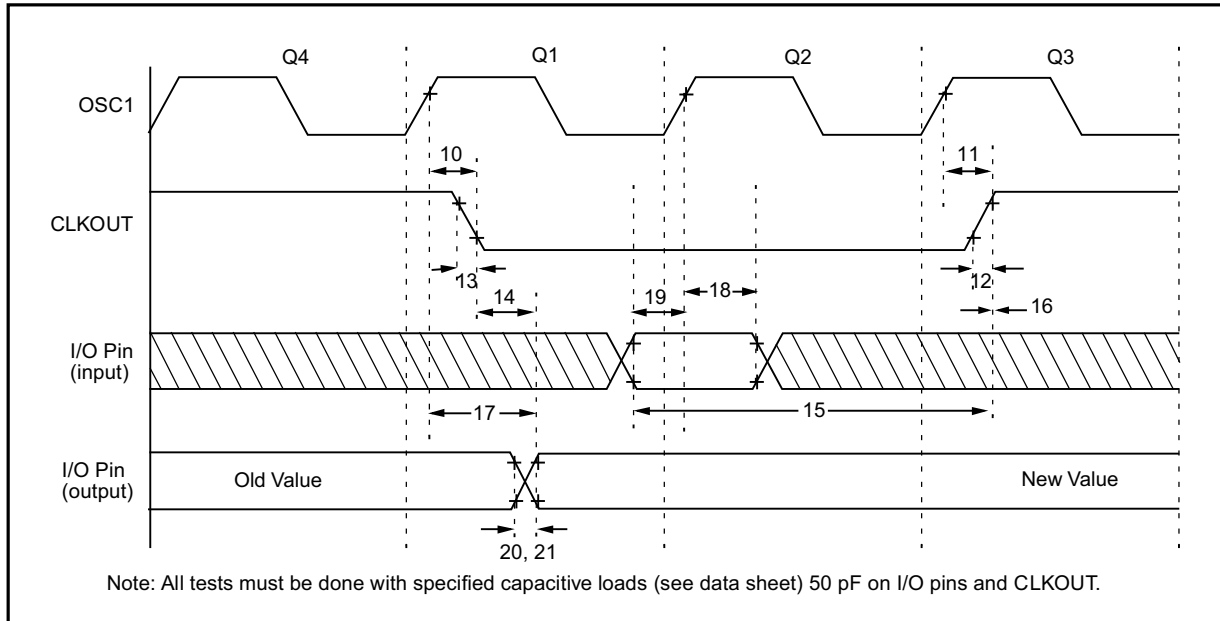 Q4 Q1 Q2 Q3
OSC1
10 11
CLKOUT
13 12
14 19 18 16
I/O Pin
(input)
17 15
I/O Pin
(output)
Old Value New Value
20, 21
Note: All tests must be done with specified capacitive loads (see data sheet) 50 pF on I/O pins and CLKOUT.